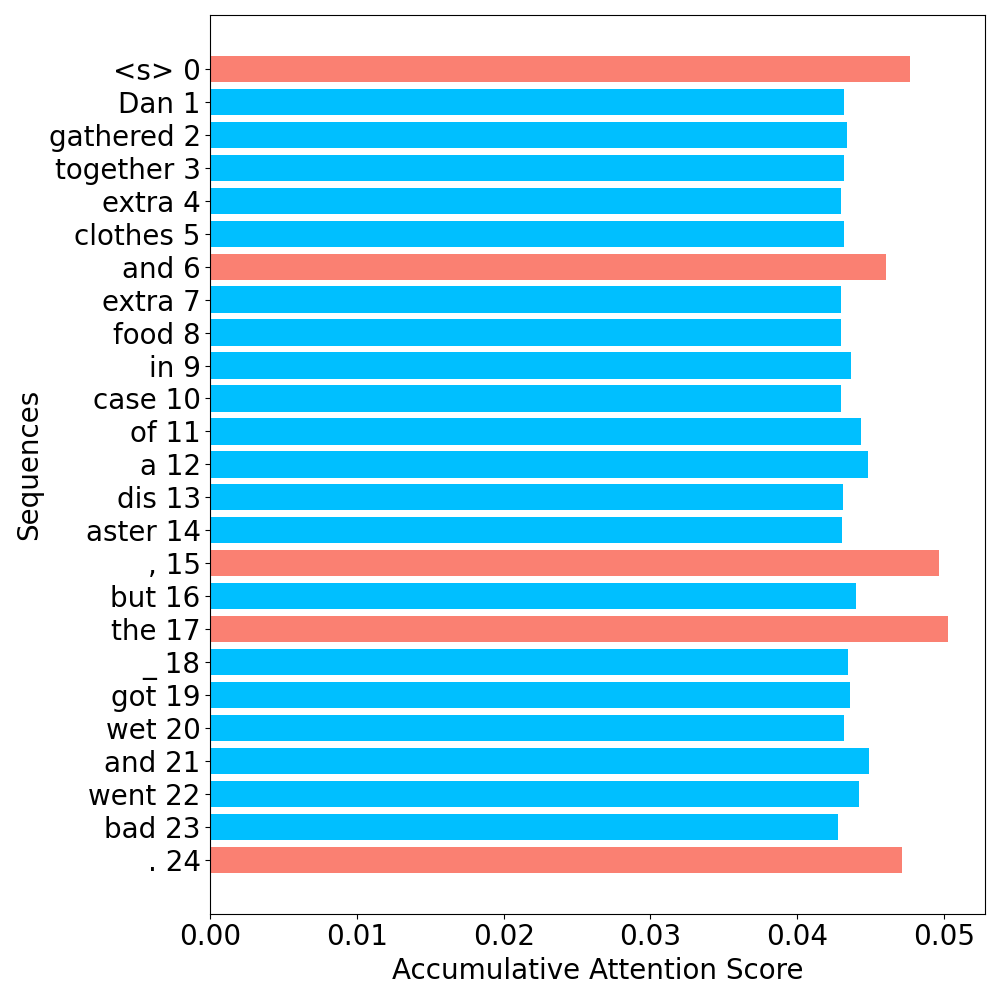 <s> 0
Dan 1
gathered 2
together 3
extra 4
clothes 5
and 6
extra 7
food 8
in 9
case 10
of 11
a 12
dis 13
aster 14
, 15
but 16
the 17
_ 18
got 19
wet 20
and 21
went 22
bad 23
. 24
Sequences
0.00 0.01 0.02 0.03 0.04 0.05
Accumulative Attention Score